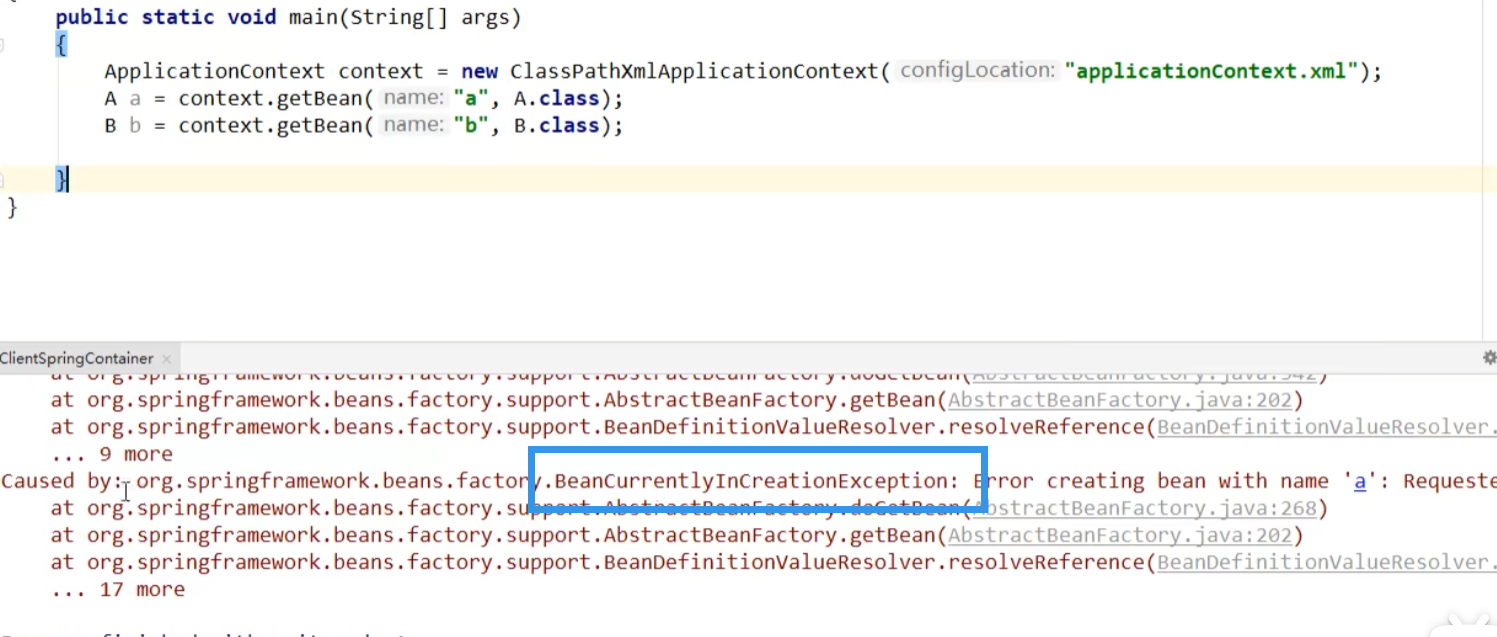 public static void main(String[] args)
{
ApplicationContext context = new ClassPathXmlApplicationContext( configLocation: "applicationContext.xml");
A a = context.getBean( name: "a", A.class);
B b = context.getBean( name: "b", B.class);
}
}
ClientSpringContainer ×
at org.springframework.beans.factory.support.AbstractBeanFactory.doGetBean(AbstractBeanFactory.java:342)
at org.springframework.beans.factory.support.AbstractBeanFactory.getBean(AbstractBeanFactory.java:202)
at org.springframework.beans.factory.support.BeanDefinitionValueResolver.resolveReference(BeanDefinitionValueResolver.
... 9 more
Caused by: org.springframework.beans.factory.BeanCurrentlyInCreationException: Error creating bean with name 'a': Requeste
at org.springframework.beans.factory.support.AbstractBeanFactory.doGetBean(AbstractBeanFactory.java:268)
at org.springframework.beans.factory.support.AbstractBeanFactory.getBean(AbstractBeanFactory.java:202)
at org.springframework.beans.factory.support.BeanDefinitionValueResolver.resolveReference(BeanDefinitionValueResolver.
... 17 more